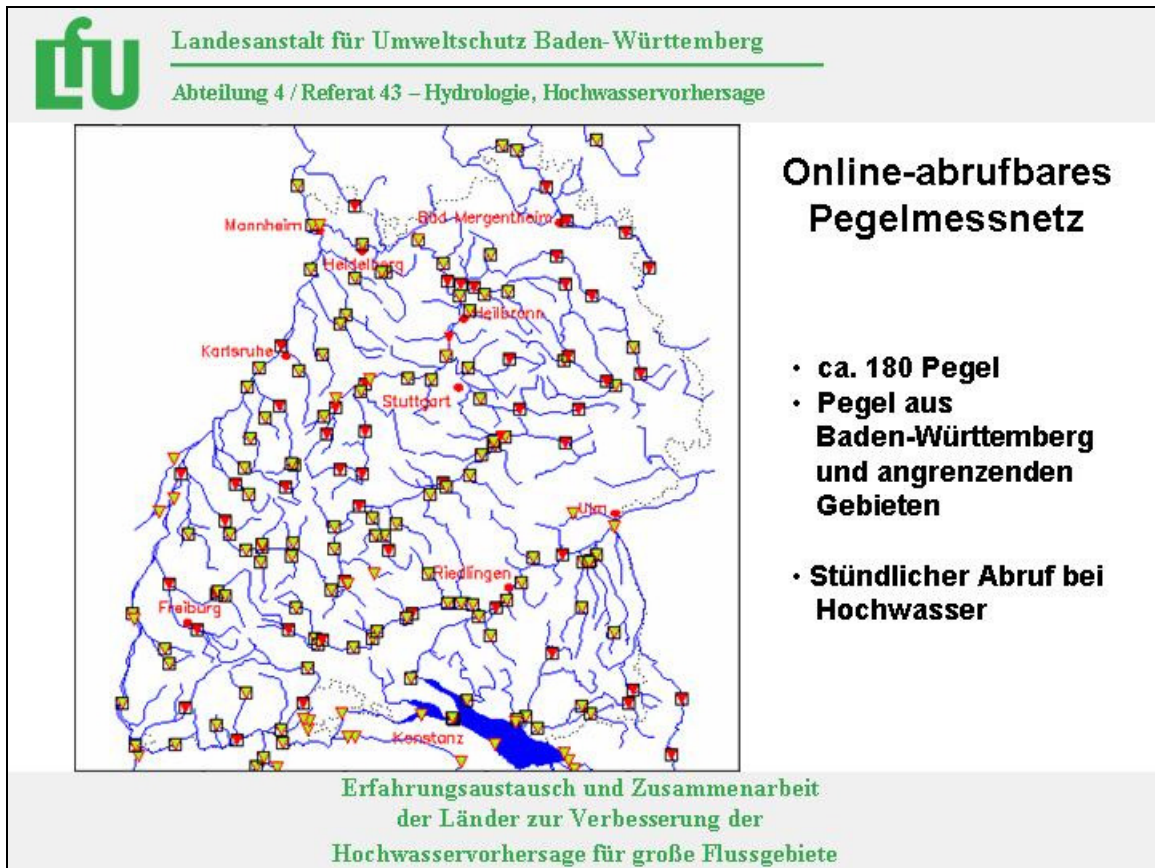 LfU
Landesanstalt für Umweltschutz Baden-Württemberg
Abteilung 4 / Referat 43 – Hydrologie, Hochwasservorhersage
Online-abrufbares
Pegelmessnetz
Mannheim
Bad Mergentheim
Heidelberg
Heilbronn
Karlsruhe
Stuttgart
Ulm
Riedlingen
Freiburg
Konstanz
· ca. 180 Pegel
· Pegel aus
Baden-Württemberg
und angrenzenden
Gebieten
· Stündlicher Abruf bei
Hochwasser
Erfahrungsaustausch und Zusammenarbeit
der Länder zur Verbesserung der
Hochwasservorhersage für große Flussgebiete